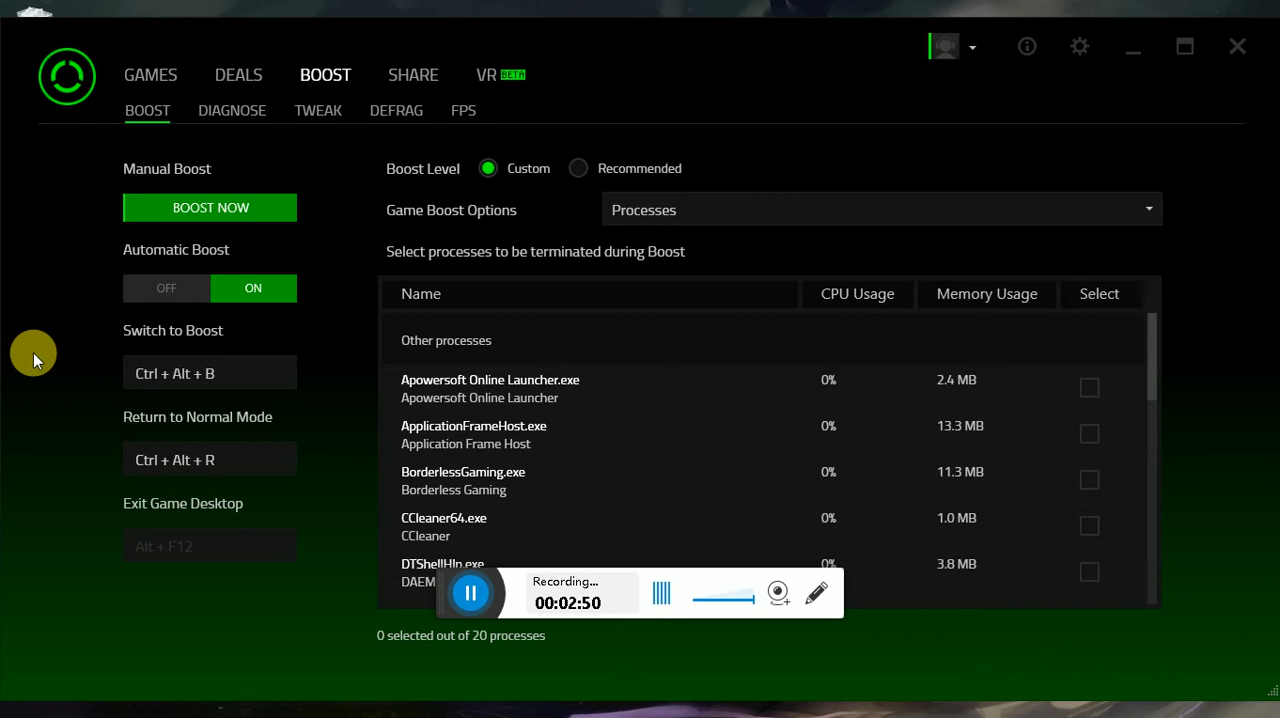 GAMES DEALS BOOST SHARE VR BETA
BOOST DIAGNOSE TWEAK DEFRAG FPS
Manual Boost
BOOST NOW
Automatic Boost
OFF ON
Switch to Boost
Ctrl + Alt + B
Return to Normal Mode
Ctrl + Alt + R
Exit Game Desktop
Alt + F12
Boost Level Custom Recommended
Game Boost Options Processes
Select processes to be terminated during Boost
Name CPU Usage Memory Usage Select
Other processes
Apowersoft Online Launcher.exe 0% 2.4 MB
Apowersoft Online Launcher
ApplicationFrameHost.exe 0% 13.3 MB
Application Frame Host
BorderlessGaming.exe 0% 11.3 MB
Borderless Gaming
CCleaner64.exe 0% 1.0 MB
CCleaner
DTShellHlp.exe 0% 3.8 MB
DAEM
Recording...
00:02:50
0 selected out of 20 processes